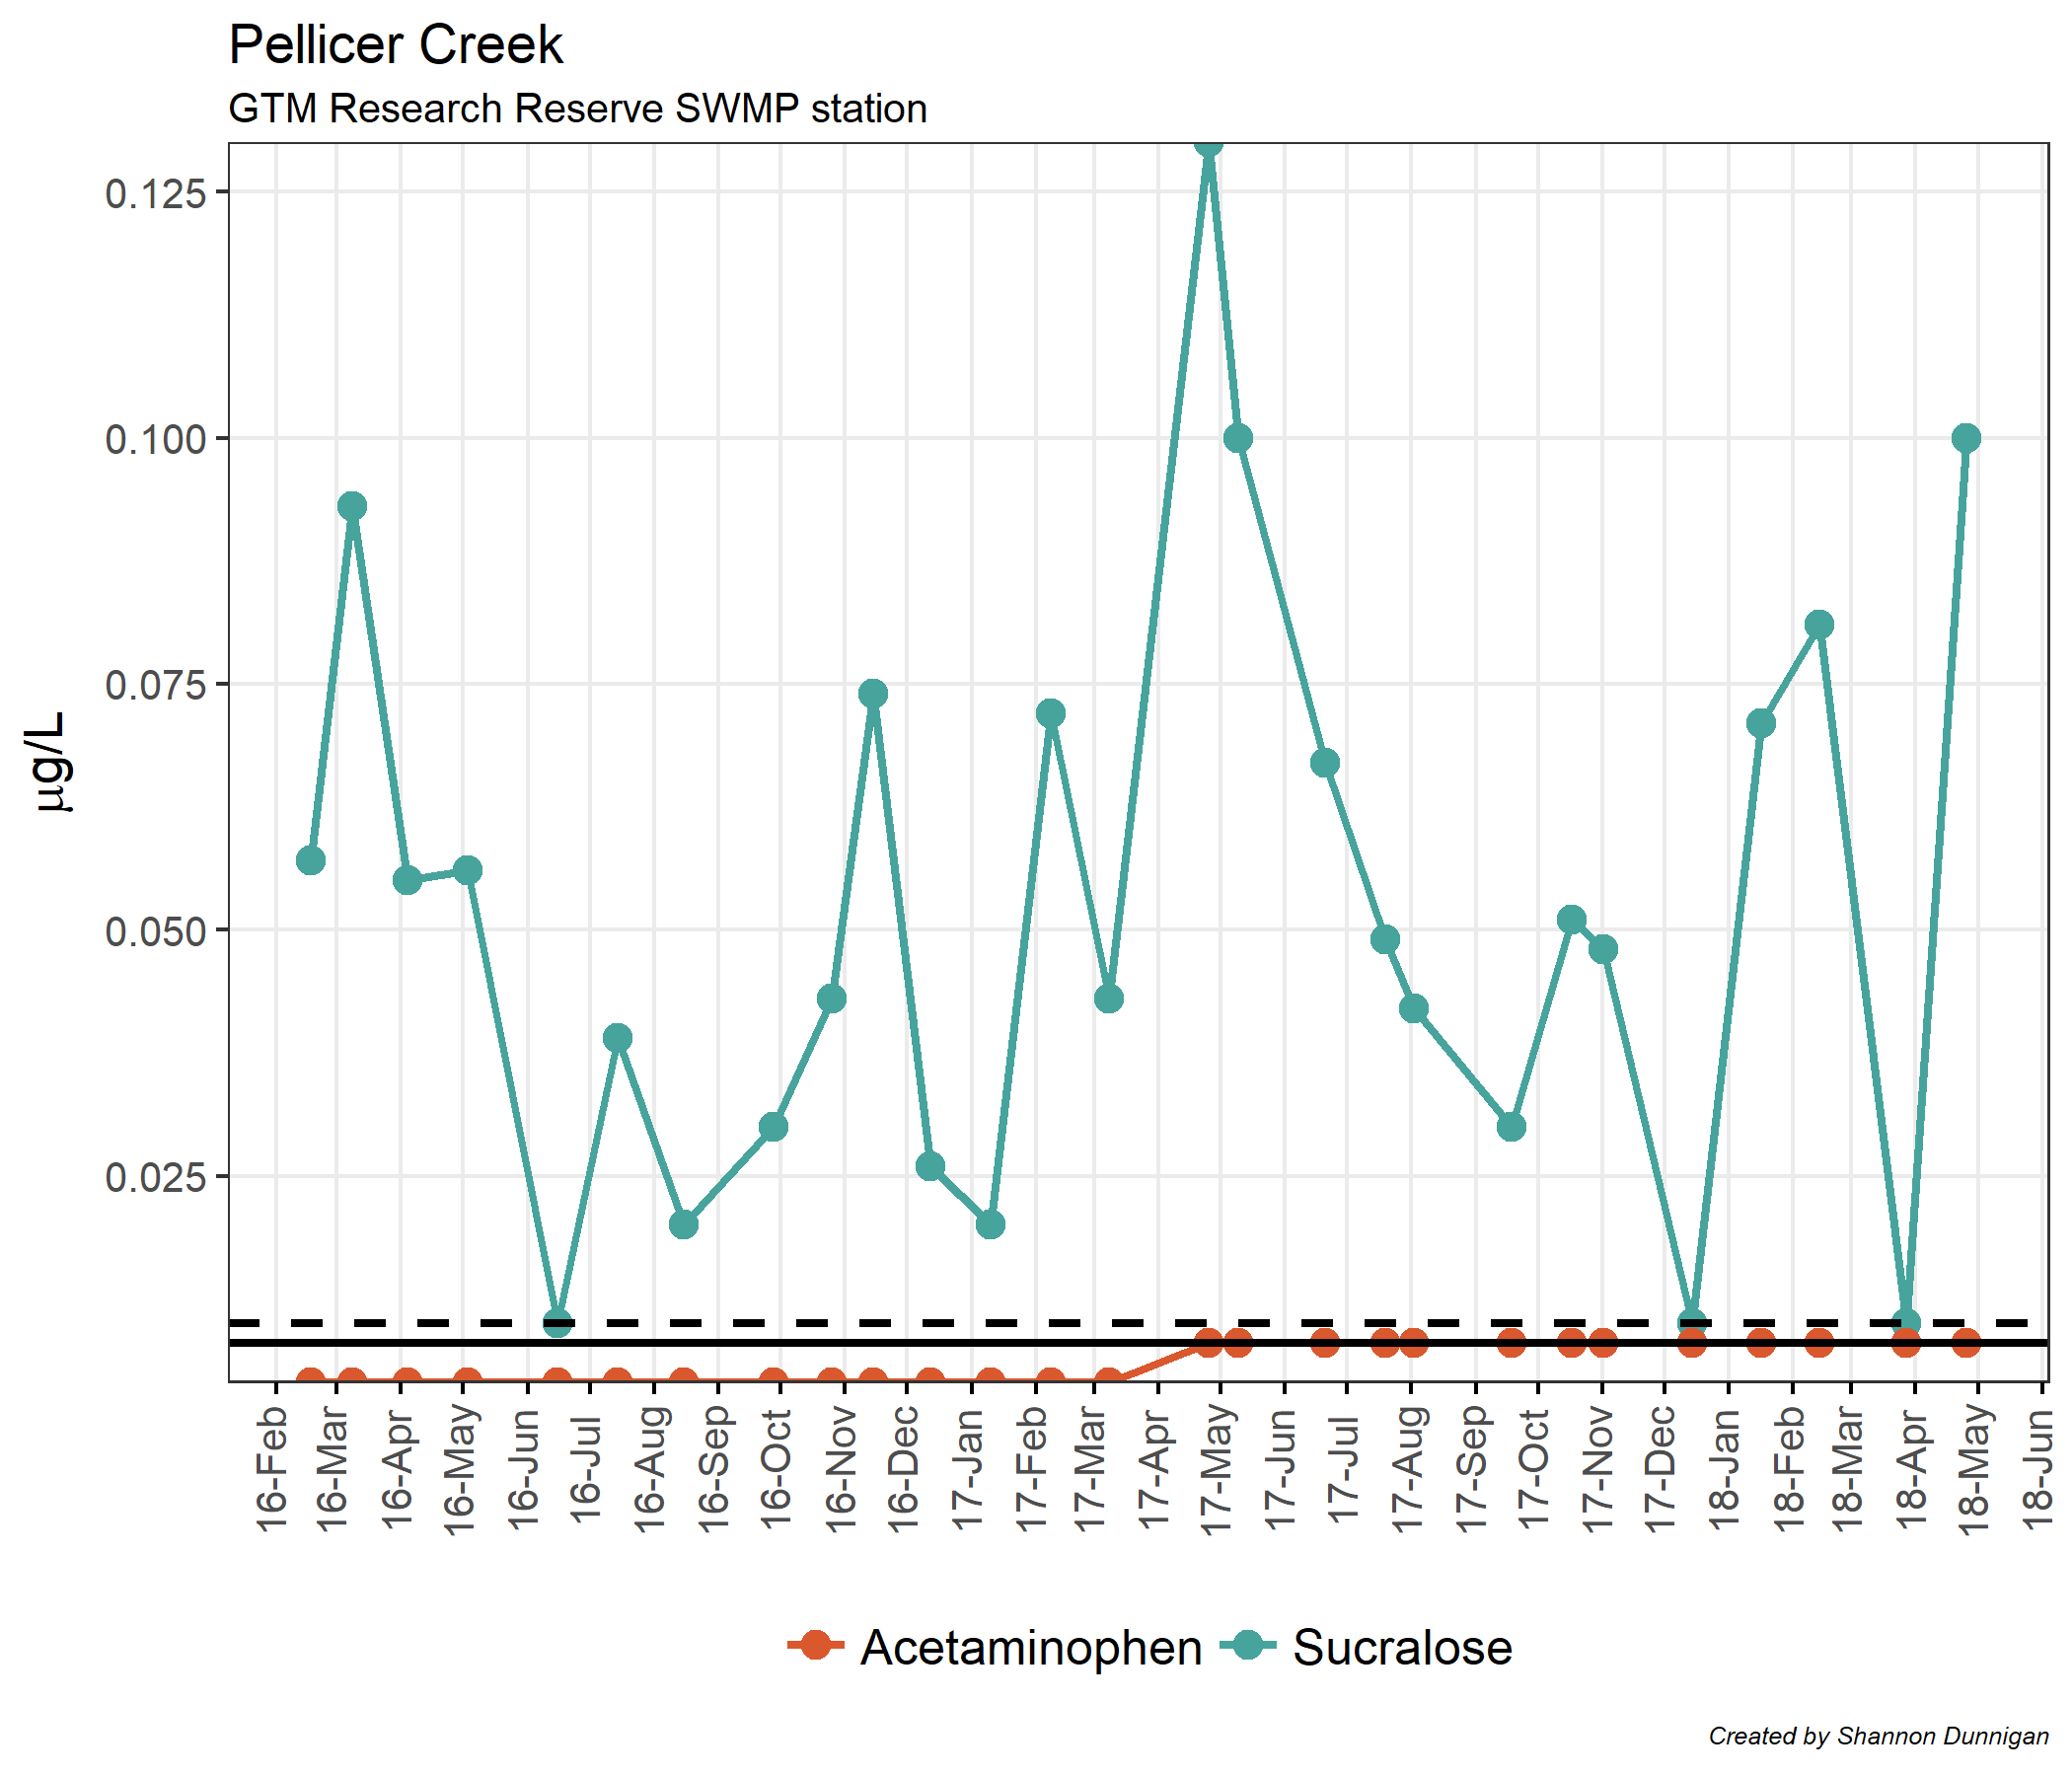 Pellicer Creek
GTM Research Reserve SWMP station
0.125
0.100
0.075
0.050
0.025
µg/L
16-Feb
16-Mar
16-Apr
16-May
16-Jun
16-Jul
16-Aug
16-Sep
16-Oct
16-Nov
16-Dec
17-Jan
17-Feb
17-Mar
17-Apr
17-May
17-Jun
17-Jul
17-Aug
17-Sep
17-Oct
17-Nov
17-Dec
18-Jan
18-Feb
18-Mar
18-Apr
18-May
18-Jun
Acetaminophen Sucralose
Created by Shannon Dunnigan